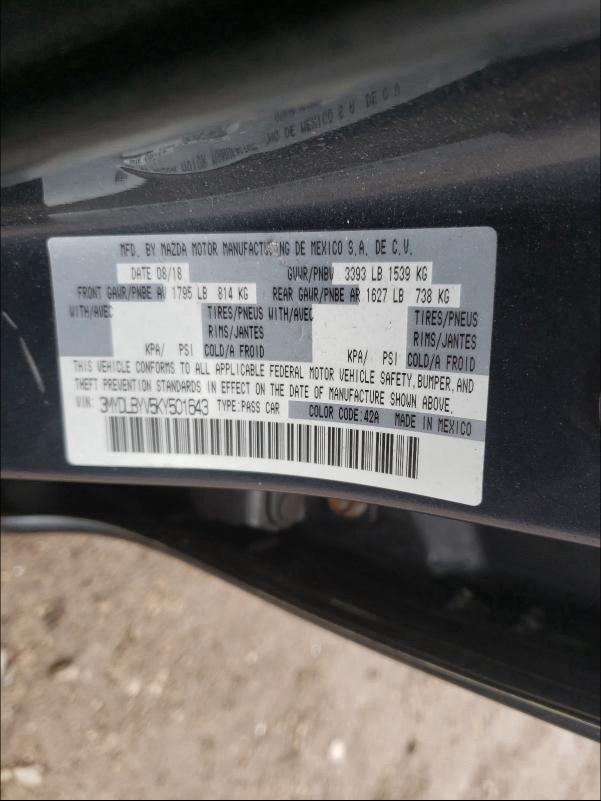 MFD. BY MAZDA MOTOR MANUFACTURING DE MEXICO S.A. DE C.V.
DATE 08/18 GVWR/PNBV 3393 LB 1539 KG
FRONT GAWR/PNBE AV 1795 LB 814 KG REAR GAWR/PNBE AR 1627 LB 738 KG
WITH/AVEC TIRES/PNEUS WITH/AVEC TIRES/PNEUS
RIMS/JANTES RIMS/JANTES
KPA/ PSI COLD/A FROID KPA/ PSI COLD/A FROID
THIS VEHICLE CONFORMS TO ALL APPLICABLE FEDERAL MOTOR VEHICLE SAFETY, BUMPER, AND
THEFT PREVENTION STANDARDS IN EFFECT ON THE DATE OF MANUFACTURE SHOWN ABOVE.
VIN: 3MYDLBYV5KY501643 TYPE:PASS CAR COLOR CODE:42A MADE IN MEXICO